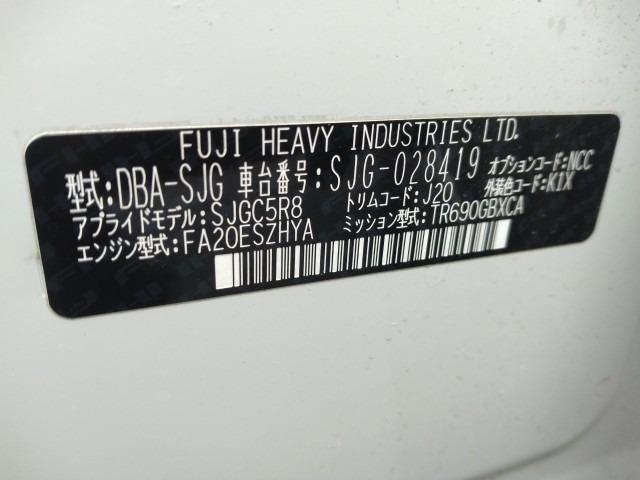 FUJI HEAVY INDUSTRIES LTD.
型式:DBA-SJG 車台番号:SJG-028419 オプションコード:NCC
アプライドモデル:SJGC5R8 トリムコード:J20 外装色コード:K1X
エンジン型式:FA20ESZHYA ミッション型式:TR690GBXCA